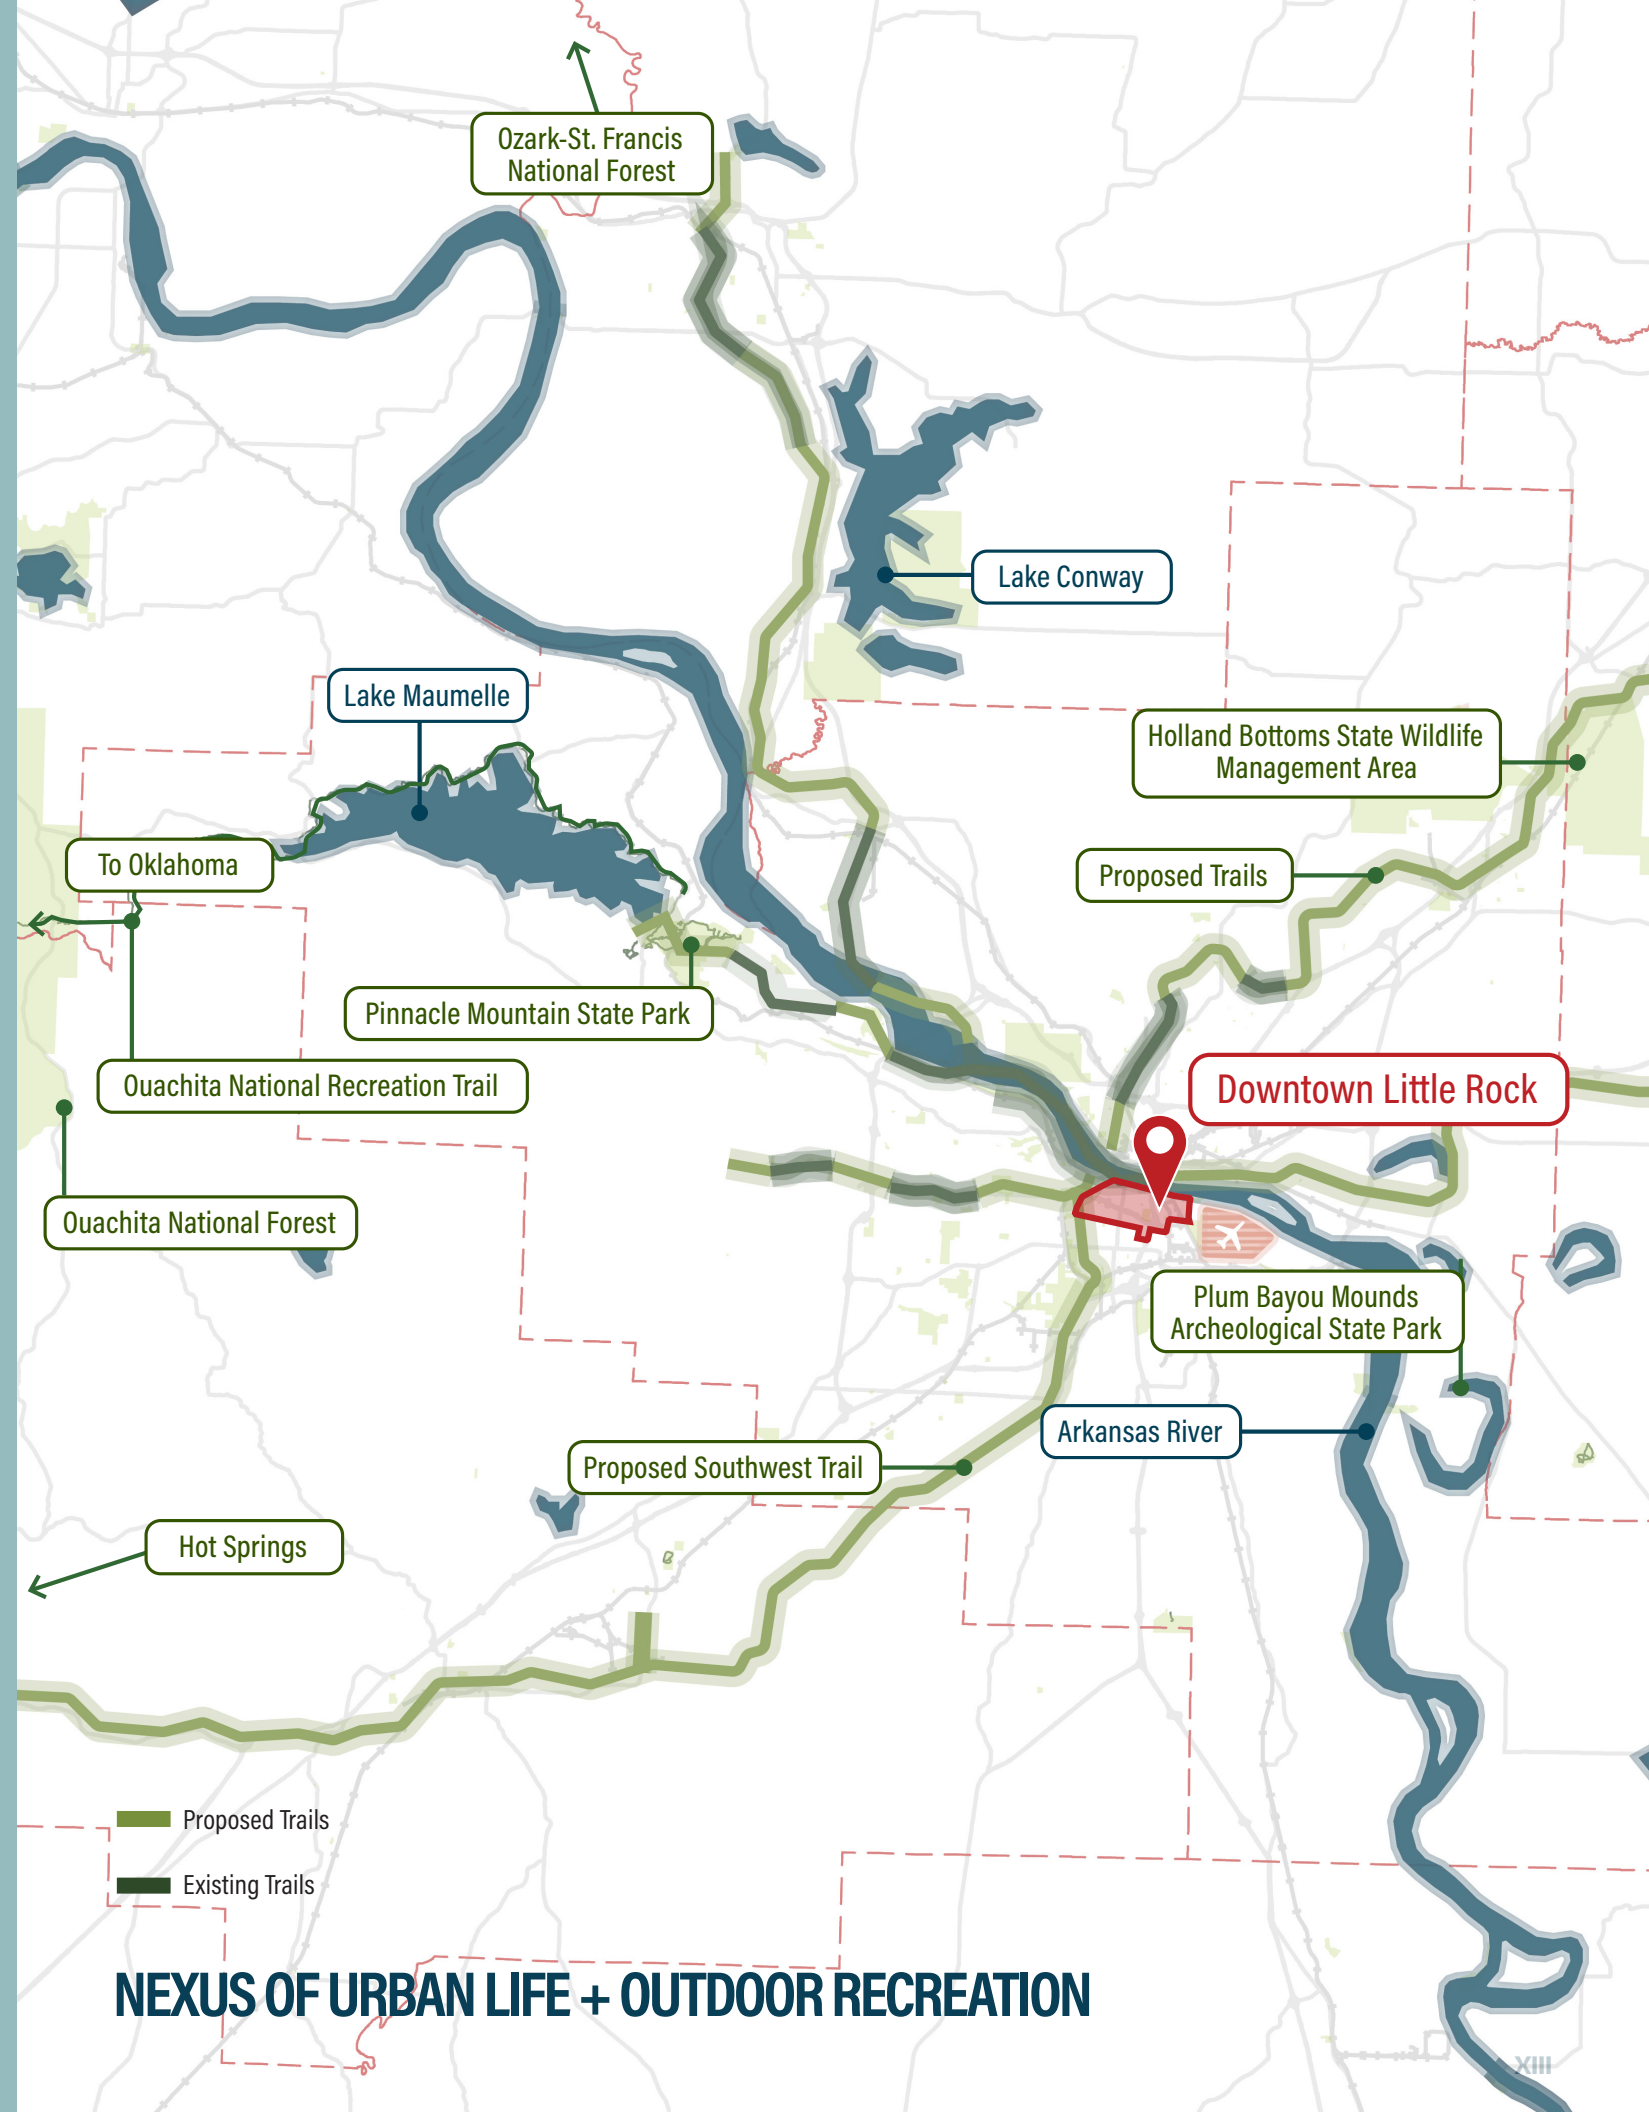 Ozark-St. Francis
National Forest
Lake Conway
Lake Maumelle
Holland Bottoms State Wildlife
Management Area
To Oklahoma
Proposed Trails
Pinnacle Mountain State Park
Ouachita National Recreation Trail
Downtown Little Rock
Ouachita National Forest
Plum Bayou Mounds
Archeological State Park
Arkansas River
Proposed Southwest Trail
Hot Springs
Proposed Trails
Existing Trails
NEXUS OF URBAN LIFE + OUTDOOR RECREATION
XIII